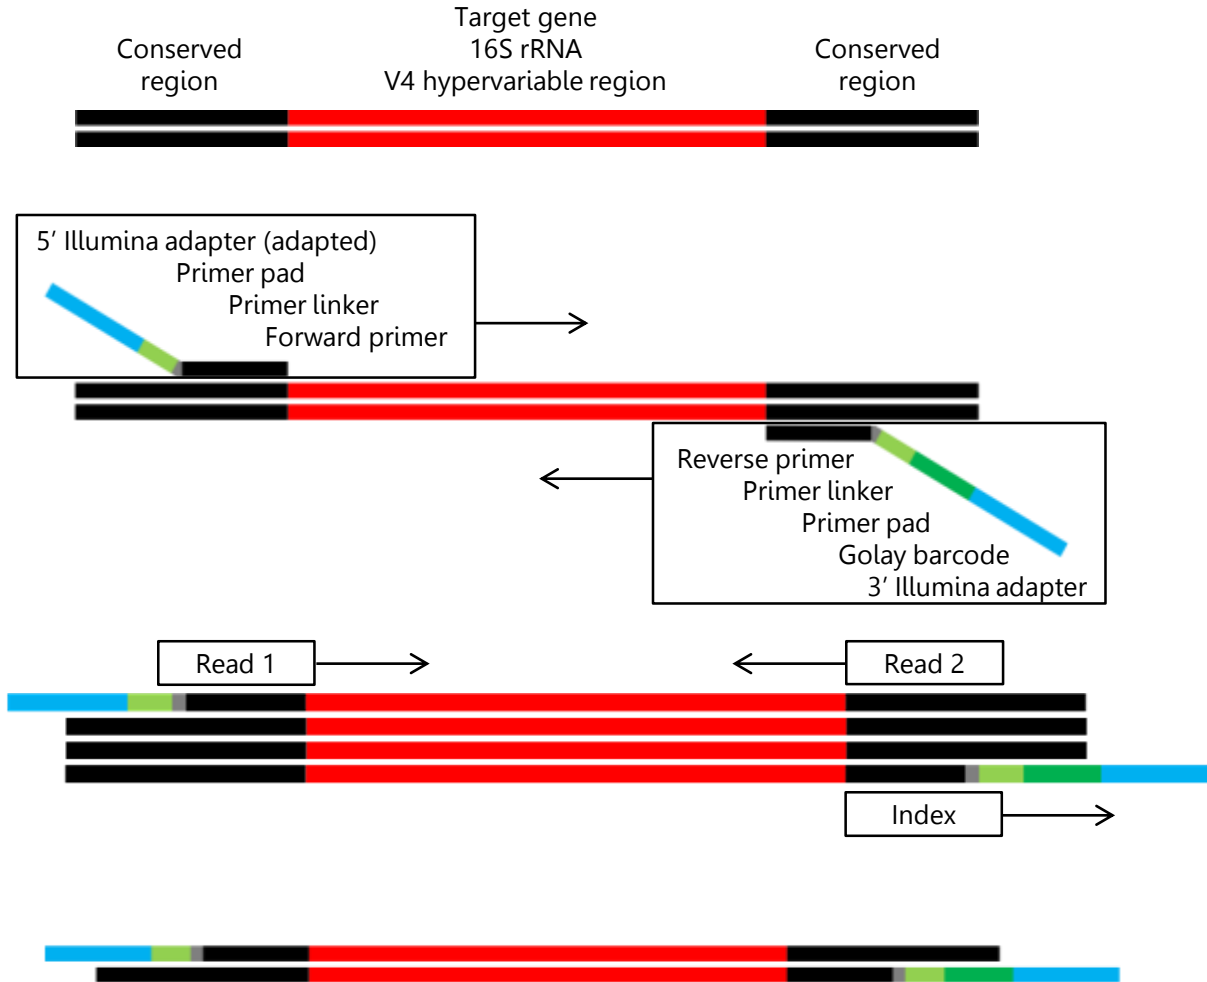 Conserved
region
Target gene
16S rRNA
V4 hypervariable region
Conserved
region
5’ Illumina adapter (adapted)
Primer pad
Primer linker
Forward primer
Reverse primer
Primer linker
Primer pad
Golay barcode
3’ Illumina adapter
Read 1
Read 2
Index